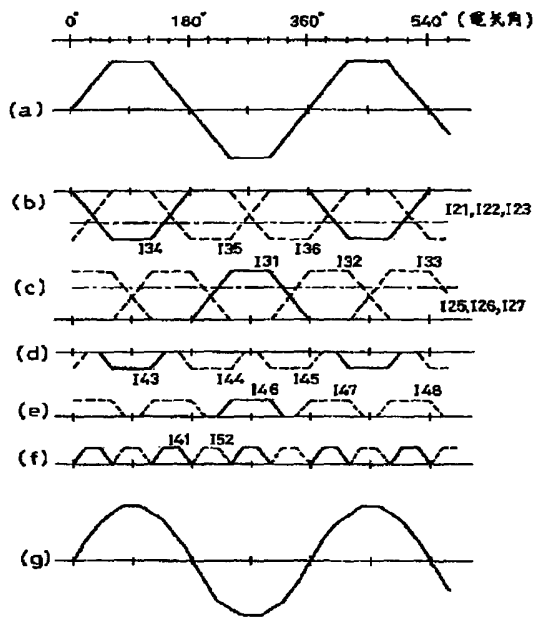 0° 180° 360° 540° (電気角)
(a)
(b)
I21,I22,I23
I34 I35 I36
(c)
I31 I32 I33
I25,I26,I27
(d)
I43 I44 I45
(e)
I46 I47 I48
(f)
I41 I52
(g)